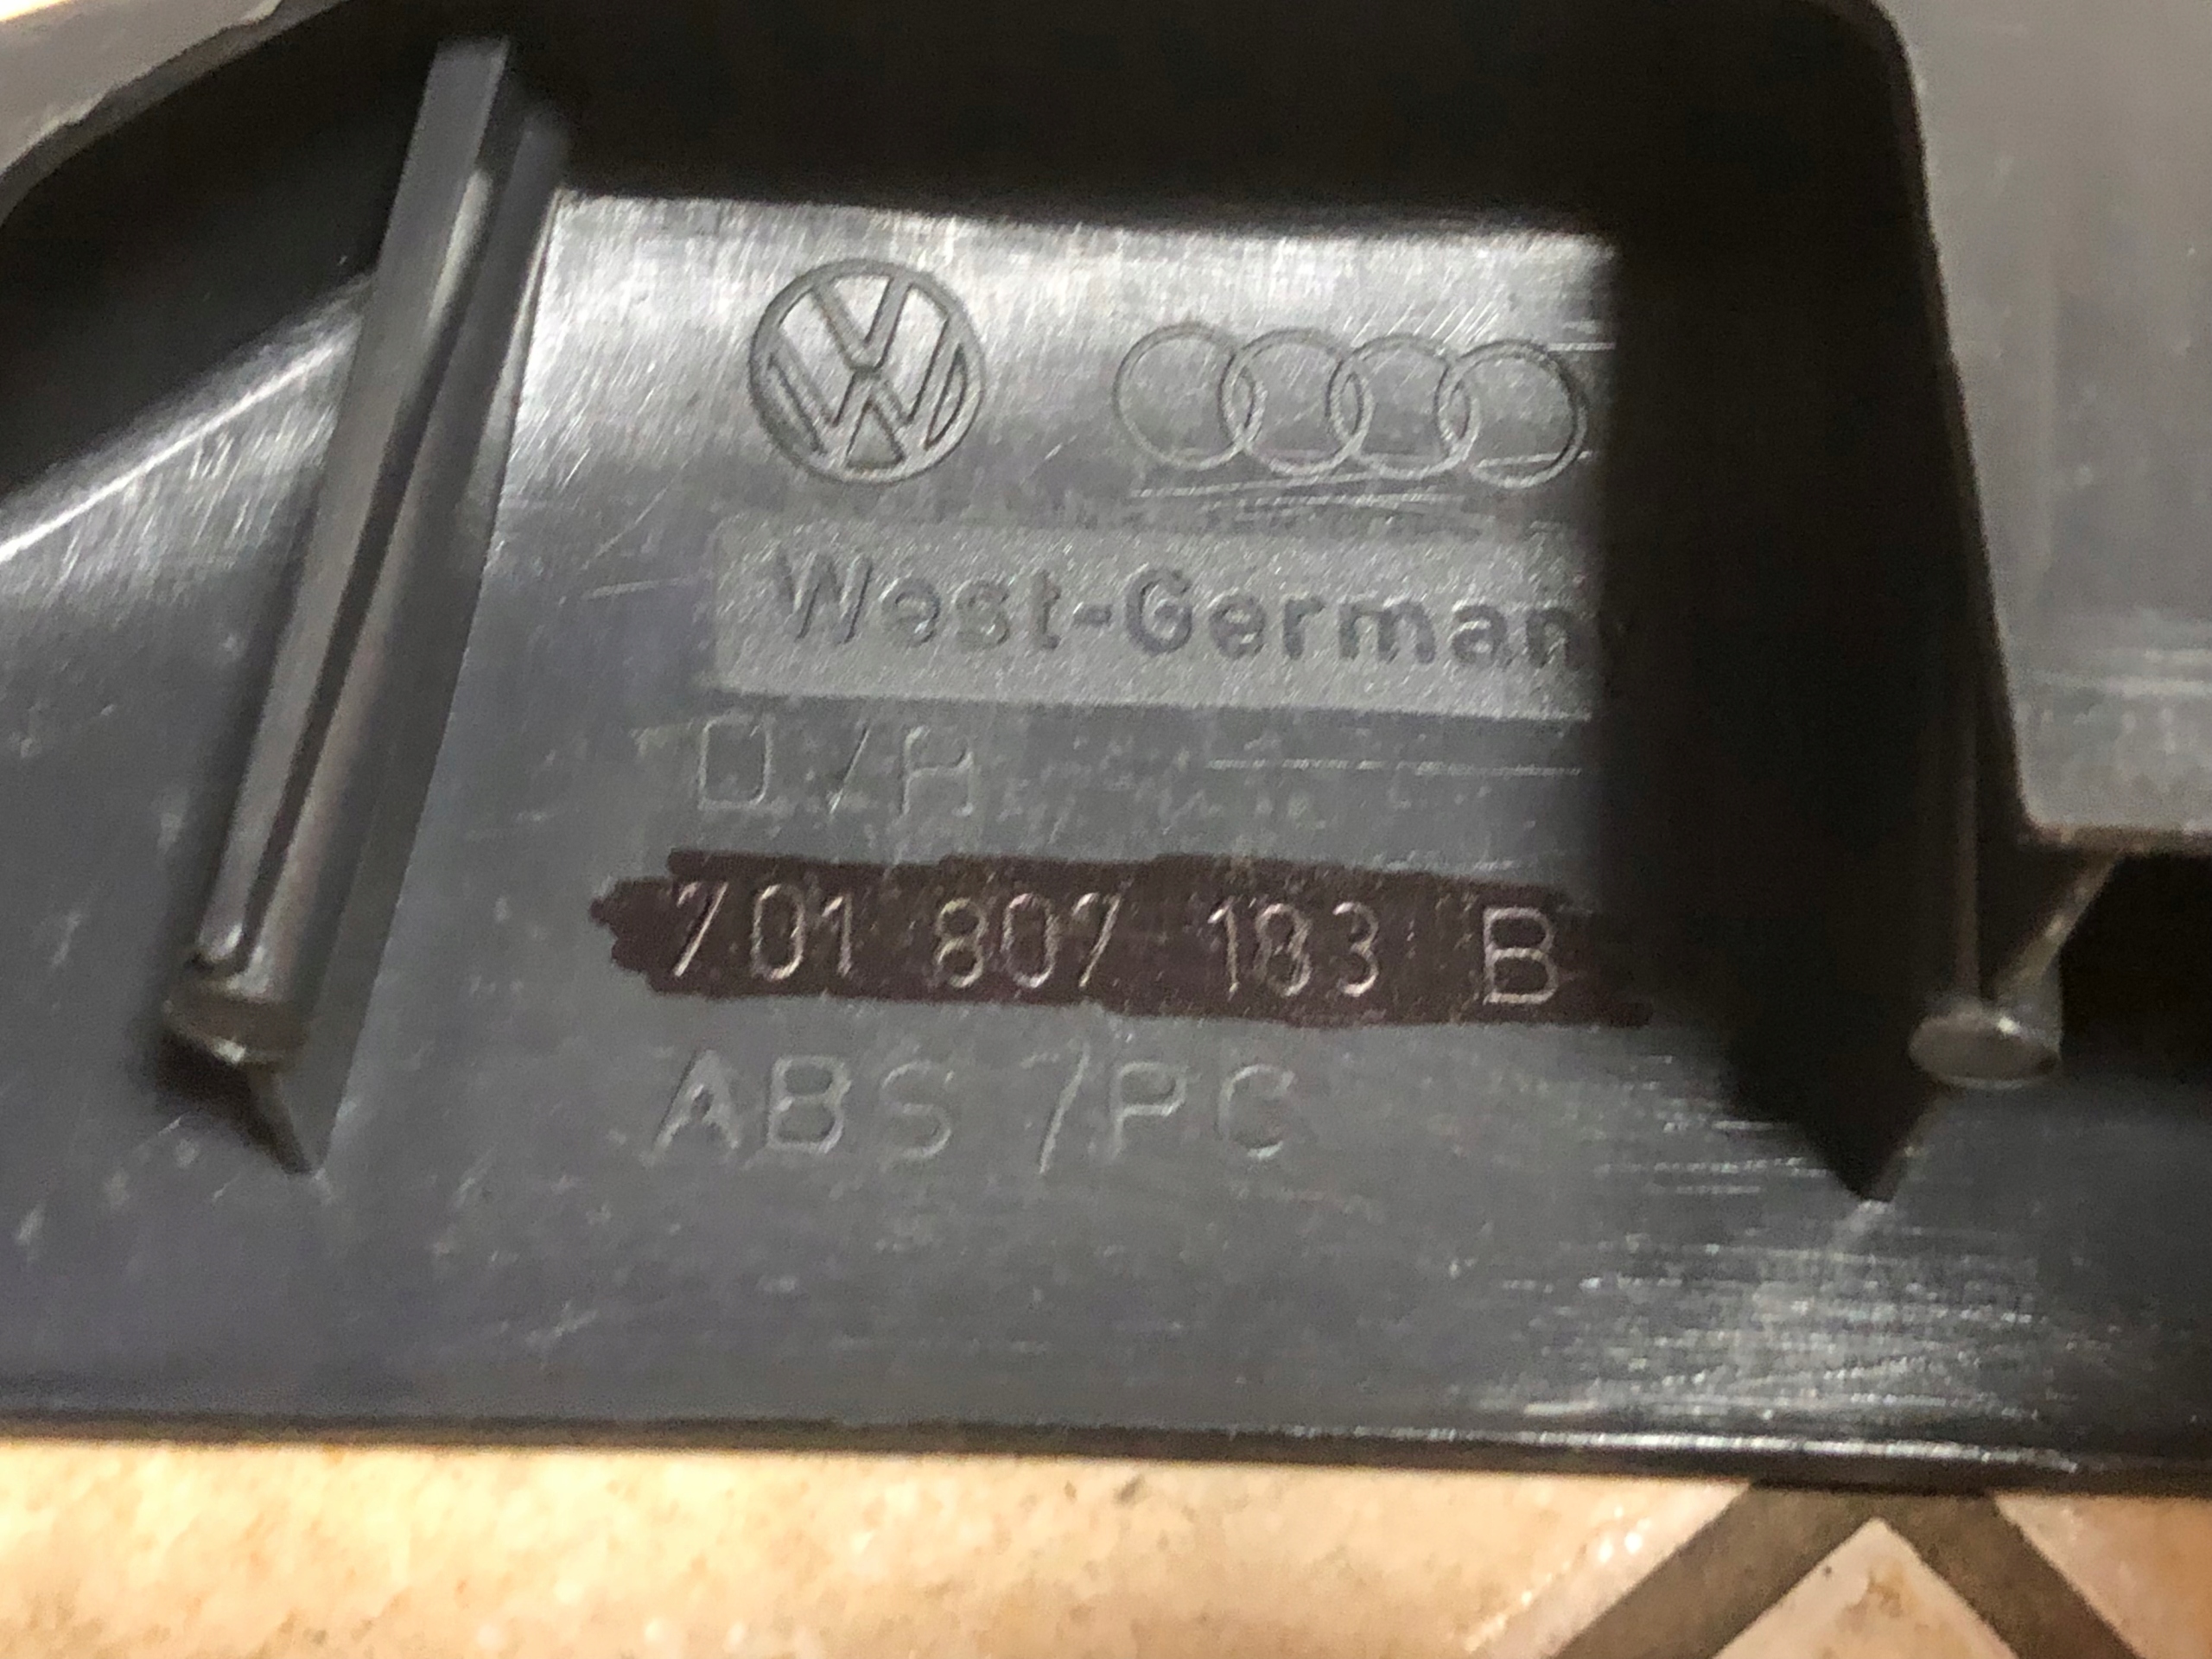 West-German
O/H
701 807 183 B
ABS/PC